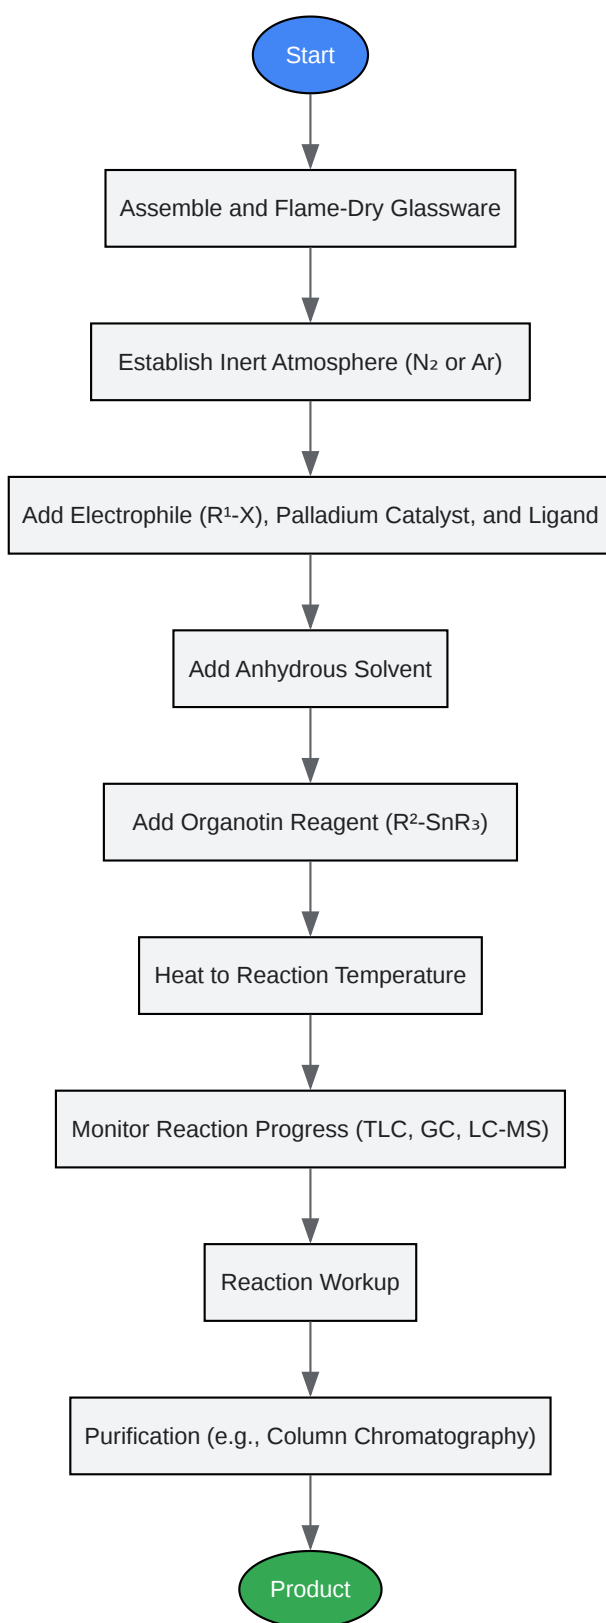 Start
Assemble and Flame-Dry Glassware
Establish Inert Atmosphere (N₂ or Ar)
Add Electrophile (R¹-X), Palladium Catalyst, and Ligand
Add Anhydrous Solvent
Add Organotin Reagent (R²-SnR₃)
Heat to Reaction Temperature
Monitor Reaction Progress (TLC, GC, LC-MS)
Reaction Workup
Purification (e.g., Column Chromatography)
Product